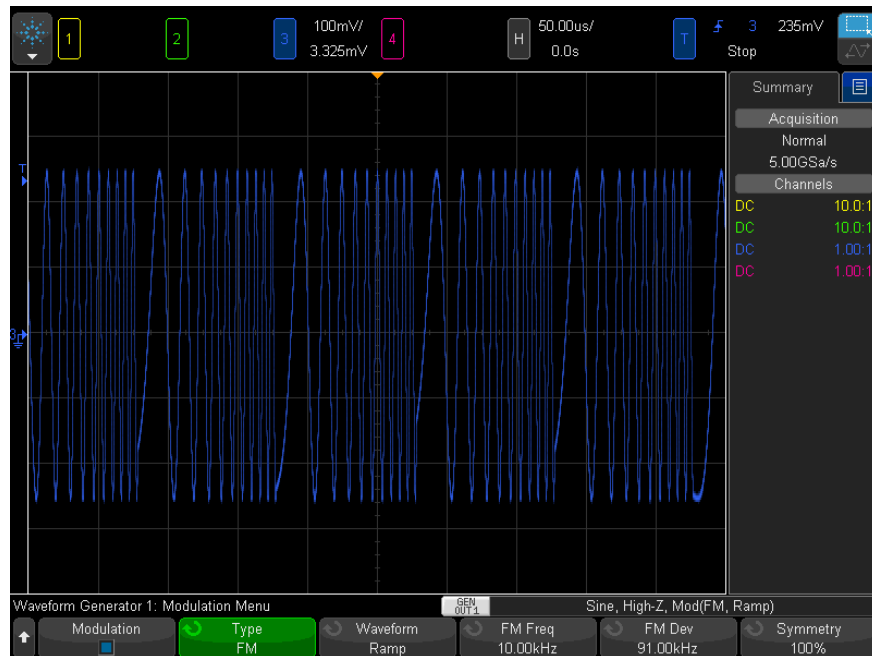 1 2 3 100mV/ 3.325mV 4 H 50.00us/ 0.0s T 3 235mV Stop
Summary
Acquisition
Normal
5.00GSa/s
Channels
DC 10.0:1
DC 10.0:1
DC 1.00:1
DC 1.00:1
T
3
Waveform Generator 1: Modulation Menu GEN OUT1 Sine, High-Z, Mod(FM, Ramp)
Modulation Type Waveform FM Freq FM Dev Symmetry
FM Ramp 10.00kHz 91.00kHz 100%